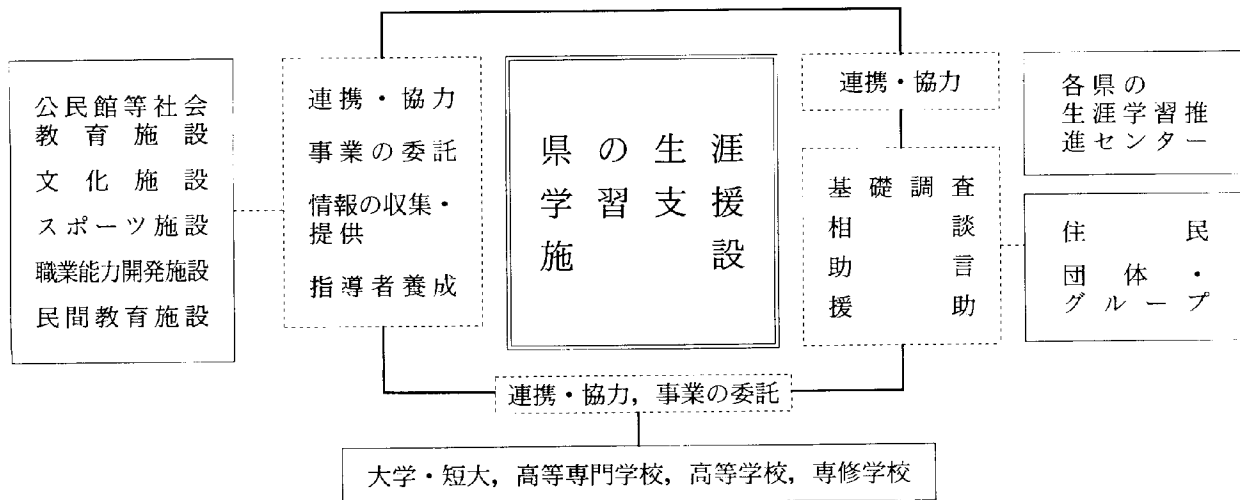 公民館等社会
教育施設
文化施設
スポーツ施設
職業能力開発施設
民間教育施設
連携・協力
事業の委託
情報の収集・
提供
指導者養成
県の生涯
学習支援
施設
連携・協力
基礎調査
相談
助言
援助
各県の
生涯学習推
進センター
住民
団体・
グループ
連携・協力，事業の委託
大学・短大，高等専門学校，高等学校，専修学校